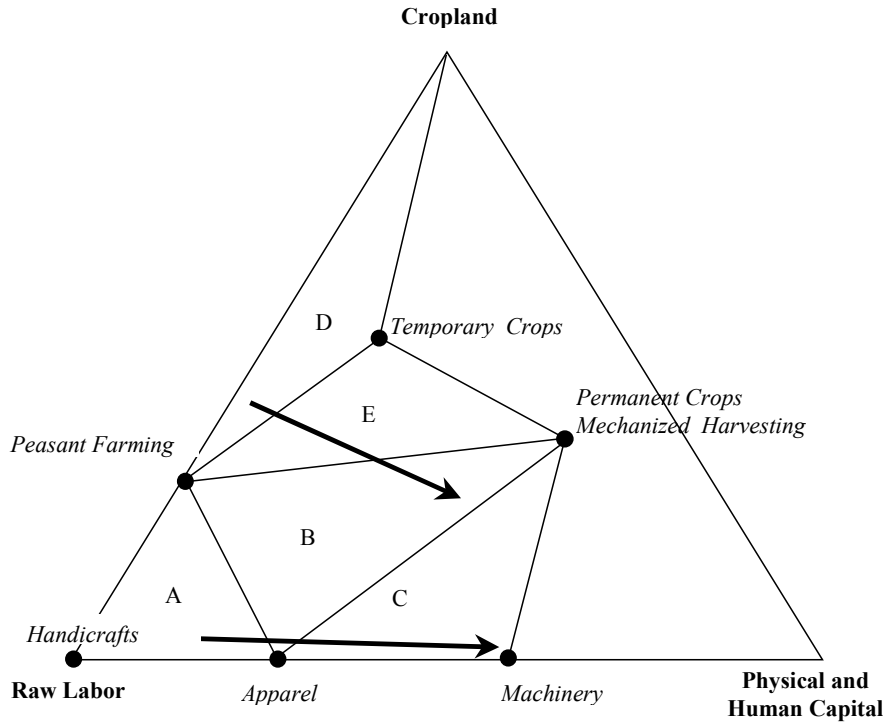 Cropland
D
Temporary Crops
Permanent Crops
Mechanized Harvesting
E
Peasant Farming
B
A
C
Handicrafts
Raw Labor
Apparel
Machinery
Physical and
Human Capital